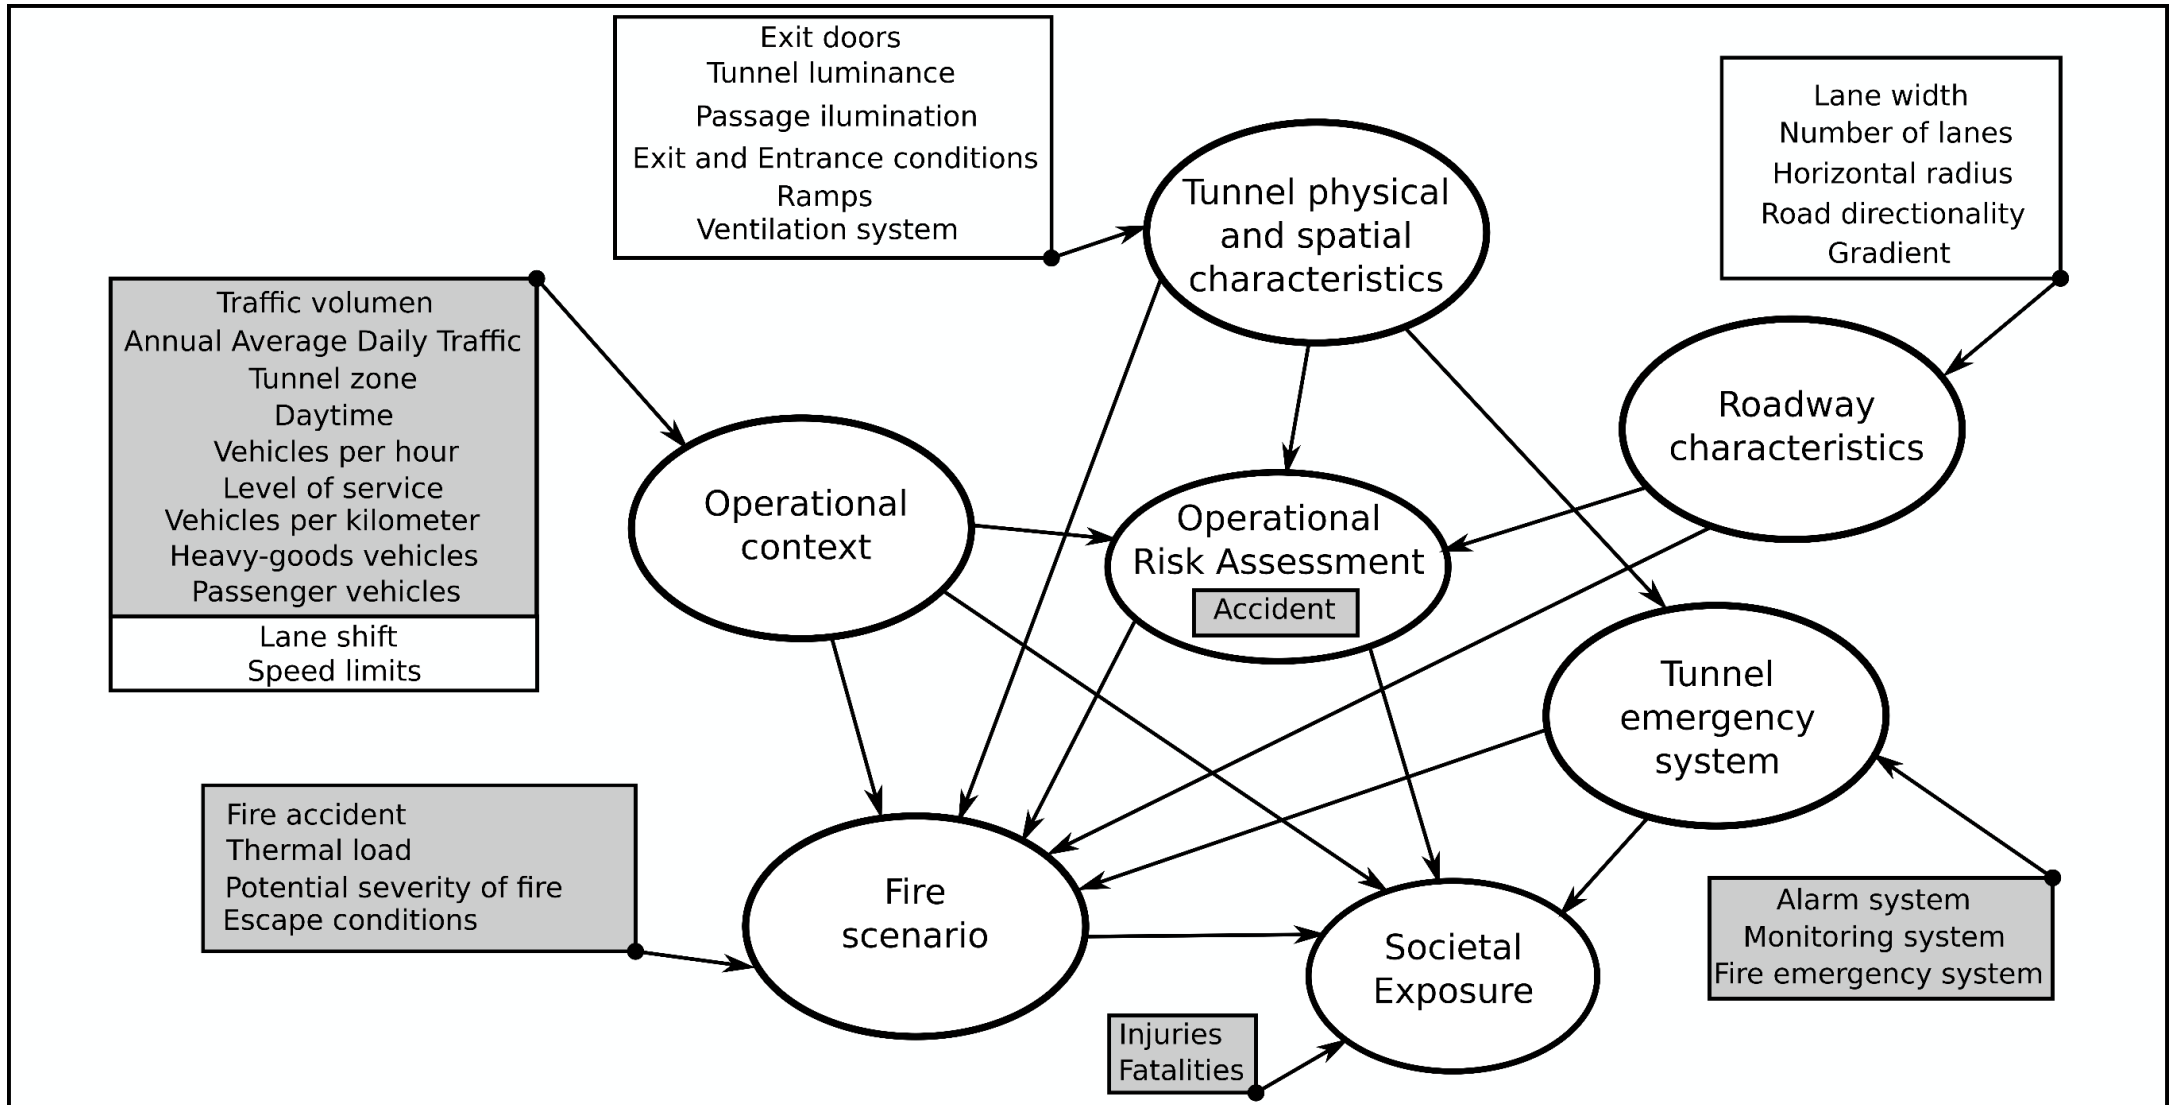 Exit doors
Tunnel luminance
Passage ilumination
Exit and Entrance conditions
Ramps
Ventilation system
Lane width
Number of lanes
Horizontal radius
Road directionality
Gradient
Tunnel physical
and spatial
characteristics
Traffic volumen
Annual Average Daily Traffic
Tunnel zone
Daytime
Vehicles per hour
Level of service
Vehicles per kilometer
Heavy-goods vehicles
Passenger vehicles
Lane shift
Speed limits
Roadway
characteristics
Operational
context
Operational
Risk Assessment
Accident
Tunnel
emergency
system
Fire accident
Thermal load
Potential severity of fire
Escape conditions
Fire
scenario
Societal
Exposure
Alarm system
Monitoring system
Fire emergency system
Injuries
Fatalities